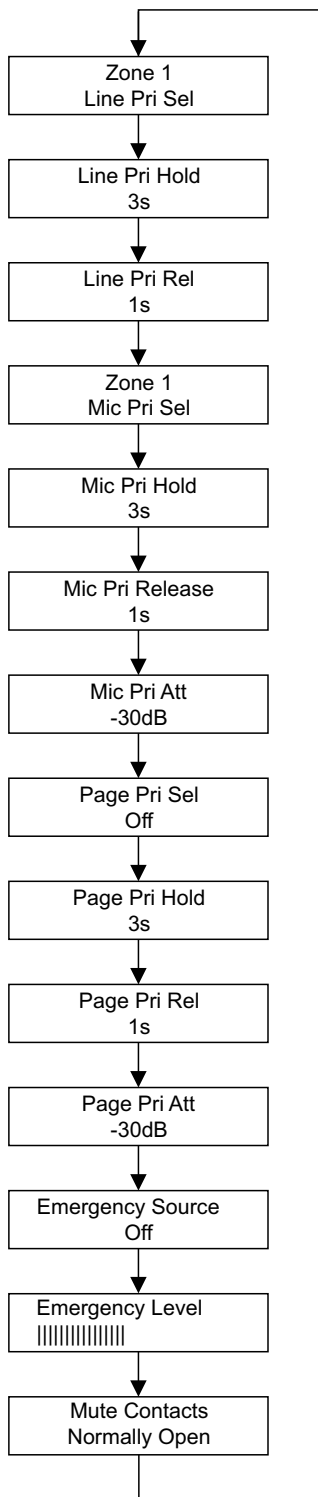 Zone 1
Line Pri Sel
Line Pri Hold
3s
Line Pri Rel
1s
Zone 1
Mic Pri Sel
Mic Pri Hold
3s
Mic Pri Release
1s
Mic Pri Att
-30dB
Page Pri Sel
Off
Page Pri Hold
3s
Page Pri Rel
1s
Page Pri Att
-30dB
Emergency Source
Off
Emergency Level
||||||||||||||||
Mute Contacts
Normally Open